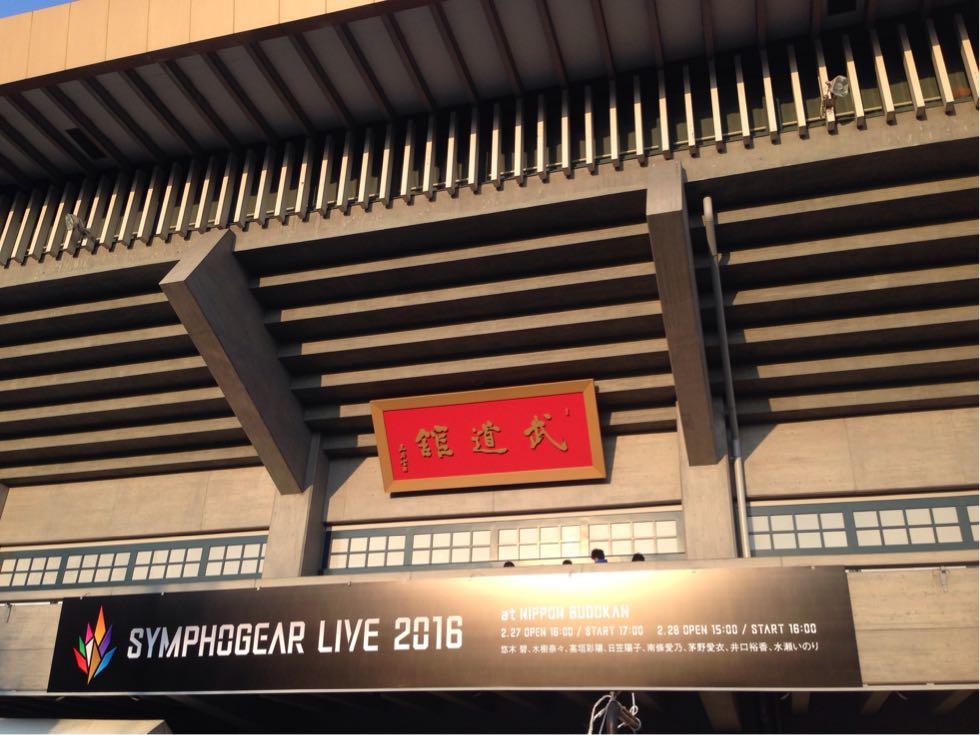 館道武
SYMPHOGEAR LIVE 2016
at NIPPON BUDOKAN
2.27 OPEN 16:00 / START 17:00 2.28 OPEN 15:00 / START 16:00
悠木 碧、水樹奈々、高垣彩陽、日笠陽子、南條愛乃、茅野愛衣、井口裕香、水瀬いのり